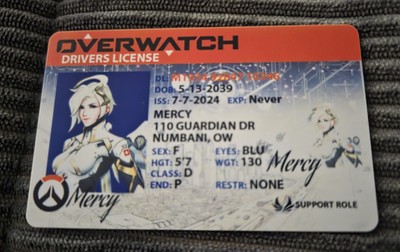 OVERWATCH
DRIVERS LICENSE
DL:
DOB: 5-13-2039
ISS: 7-7-2024 EXP: Never
MERCY
110 GUARDIAN DR
NUMBANI, OW
SEX: F EYES: BLU
HGT: 5'7 WGT: 130
CLASS: D
END: P RESTR: NONE
Mercy
Mercy
SUPPORT ROLE